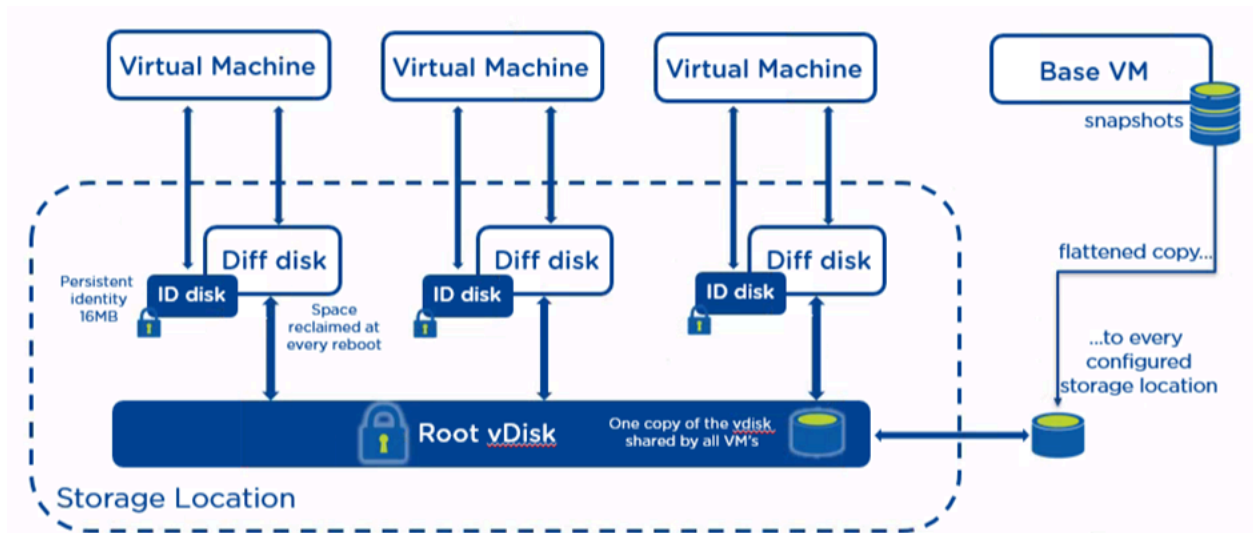 Virtual Machine
Virtual Machine
Virtual Machine
Base VM
snapshots
Diff disk
ID disk
Persistent
identity
16MB
Space
reclaimed at
every reboot
Diff disk
ID disk
Diff disk
ID disk
flattened copy...
...to every
configured
storage location
Root vDisk
One copy of the vdisk
shared by all VM's
Storage Location